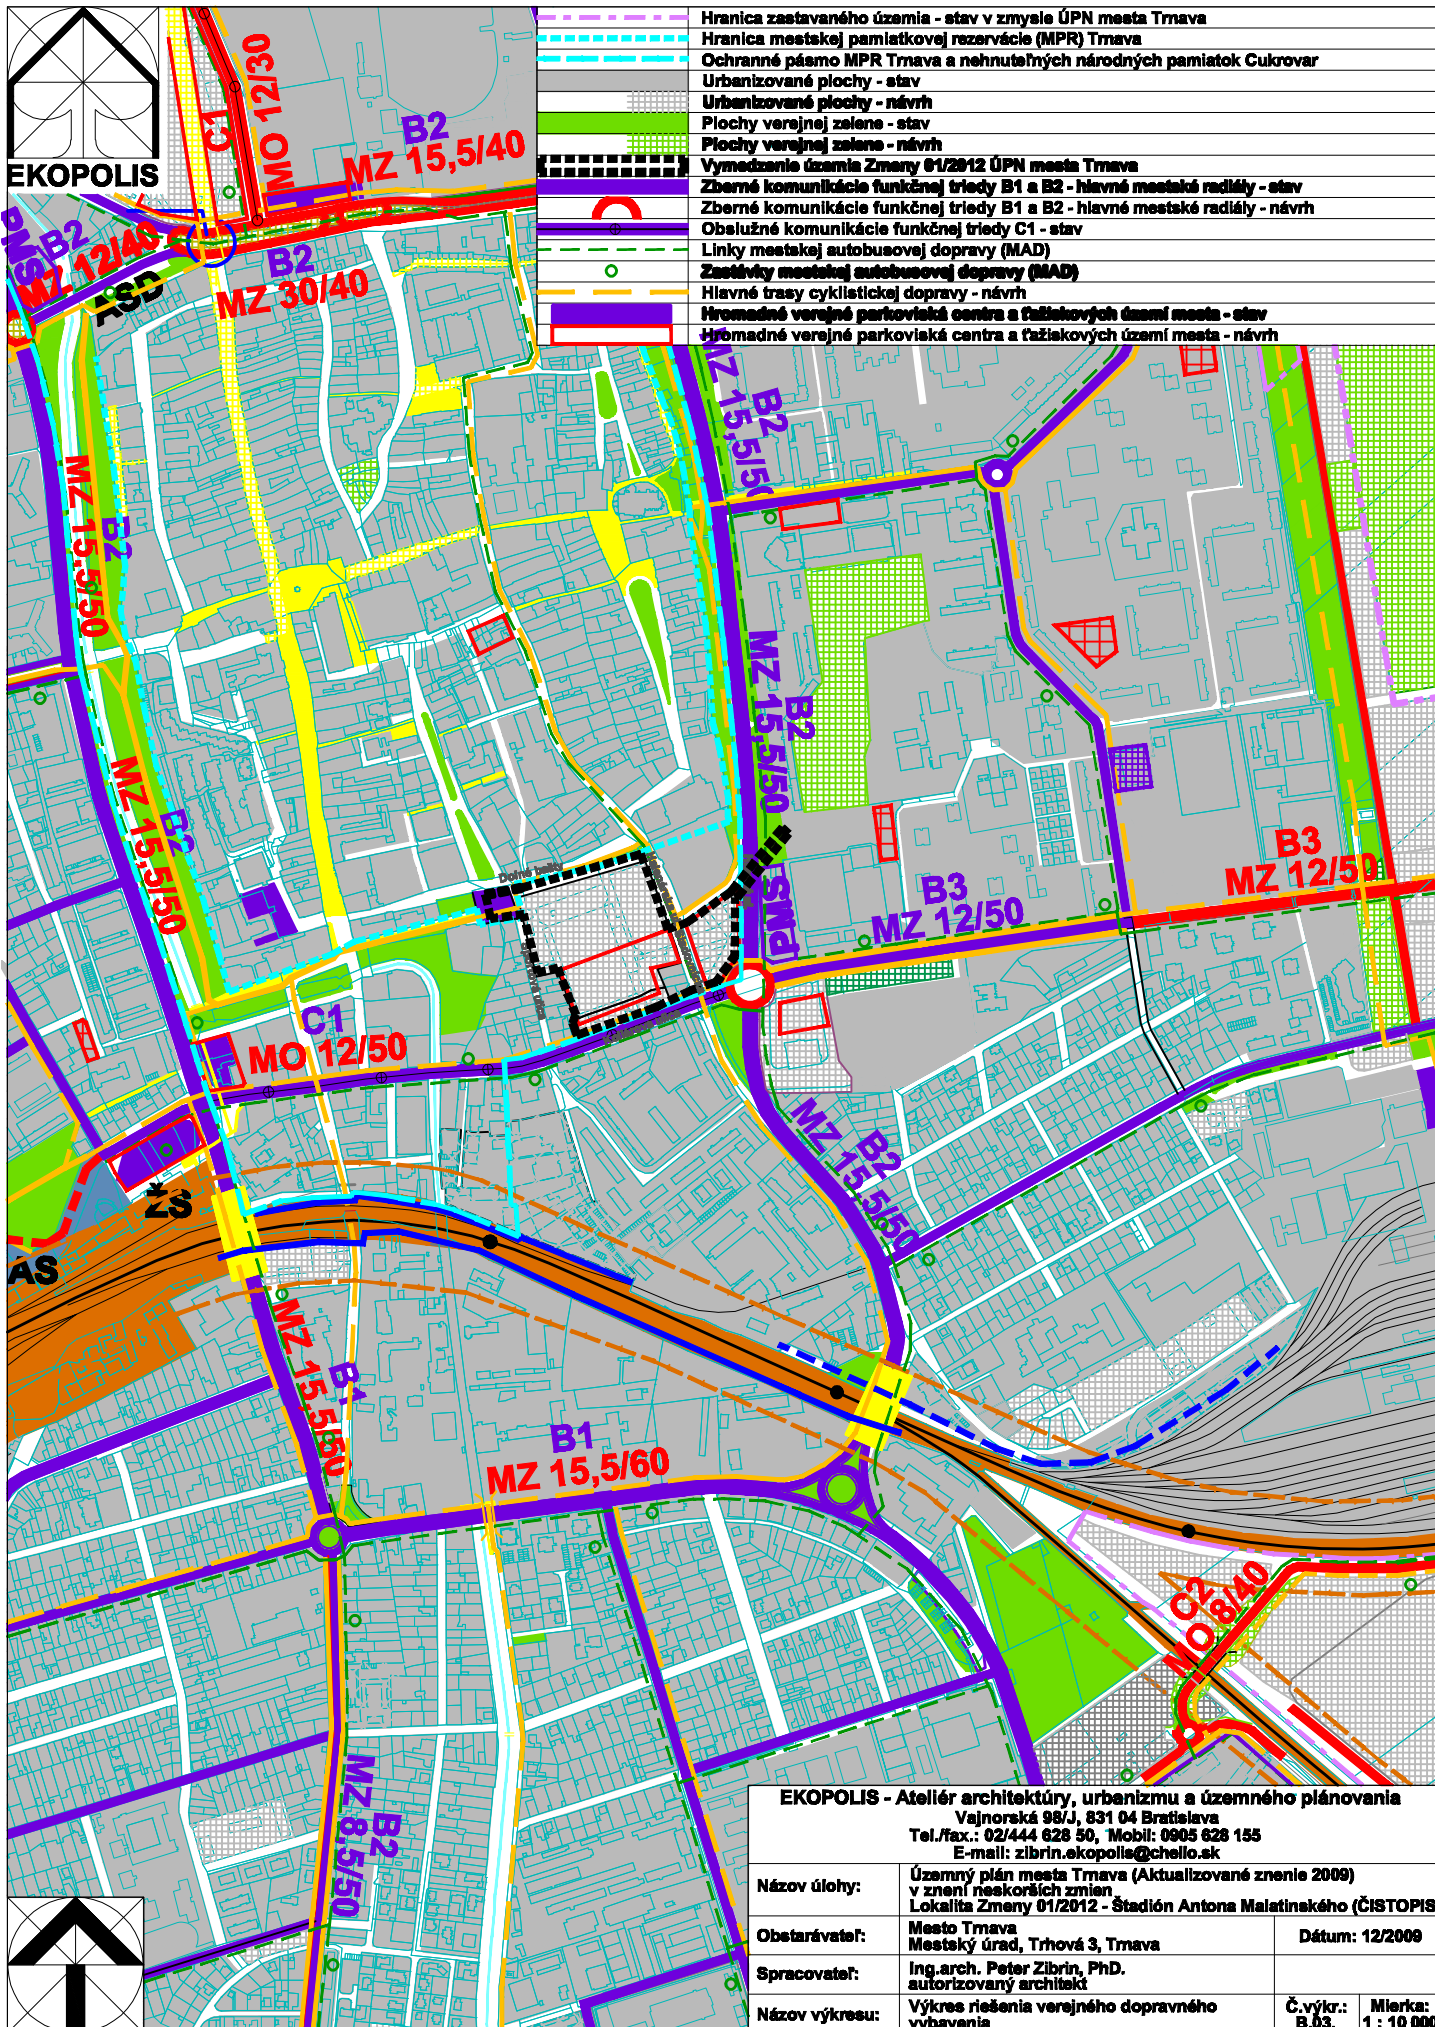 EKOPOLIS
Hranica zastavaného územia - stav v zmysle ÚPN mesta Trnava
Hranica mestskej pamiatkovej rezervácie (MPR) Trnava
Ochranné pásmo MPR Trnava a nehnuteľných národných pamiatok Cukrovar
Urbanizované plochy - stav
Urbanizované plochy - návrh
Plochy verejnej zelene - stav
Plochy verejnej zelene - návrh
Vymedzenie územia Zmeny 01/2012 ÚPN mesta Trnava
Zberné komunikácie funkčnej triedy B1 a B2 - hlavné mestské radiály - stav
Zberné komunikácie funkčnej triedy B1 a B2 - hlavné mestské radiály - návrh
Obslužné komunikácie funkčnej triedy C1 - stav
Linky mestskej autobusovej dopravy (MAD)
Zastávky mestskej autobusovej dopravy (MAD)
Hlavné trasy cyklistickej dopravy - návrh
Hromadné verejné parkoviská centra a ťažiskových území mesta - stav
Hromadné verejné parkoviská centra a ťažiskových území mesta - návrh
C1
MO 12/30
B2
MZ 15,5/40
PMS
B2
MZ 12/40
ASD
B2
MZ 30/40
B2
MZ 15,5/50
B2
MZ 15,5/50
B2
MZ 15,5/50
B2
MZ 15,5/50
Dolné bašty
PMS
B3
MZ 12/50
B3
MZ 12/50
C1
MO 12/50
B2
MZ 15,5/50
ŽS
AS
B1
MZ 15,5/50
B1
MZ 15,5/60
C2
MO 8/40
B2
MZ 8,5/50
EKOPOLIS - Ateliér architektúry, urbanizmu a územného plánovania
Vajnorská 98/J, 831 04 Bratislava
Tel./fax.: 02/444 628 50, Mobil: 0905 628 155
E-mail: zibrin.ekopolis@chello.sk
Názov úlohy:
Územný plán mesta Trnava (Aktualizované znenie 2009)
v znení neskorších zmien
Lokalita Zmeny 01/2012 - Štadión Antona Malatinského (ČISTOPIS
Obstarávateľ:
Mesto Trnava
Mestský úrad, Trhová 3, Trnava
Dátum: 12/2009
Spracovateľ:
Ing.arch. Peter Zibrin, PhD.
autorizovaný architekt
Názov výkresu:
Výkres riešenia verejného dopravného
vybavenia
Č.výkr.:
B.03.
Mierka:
1 : 10 000